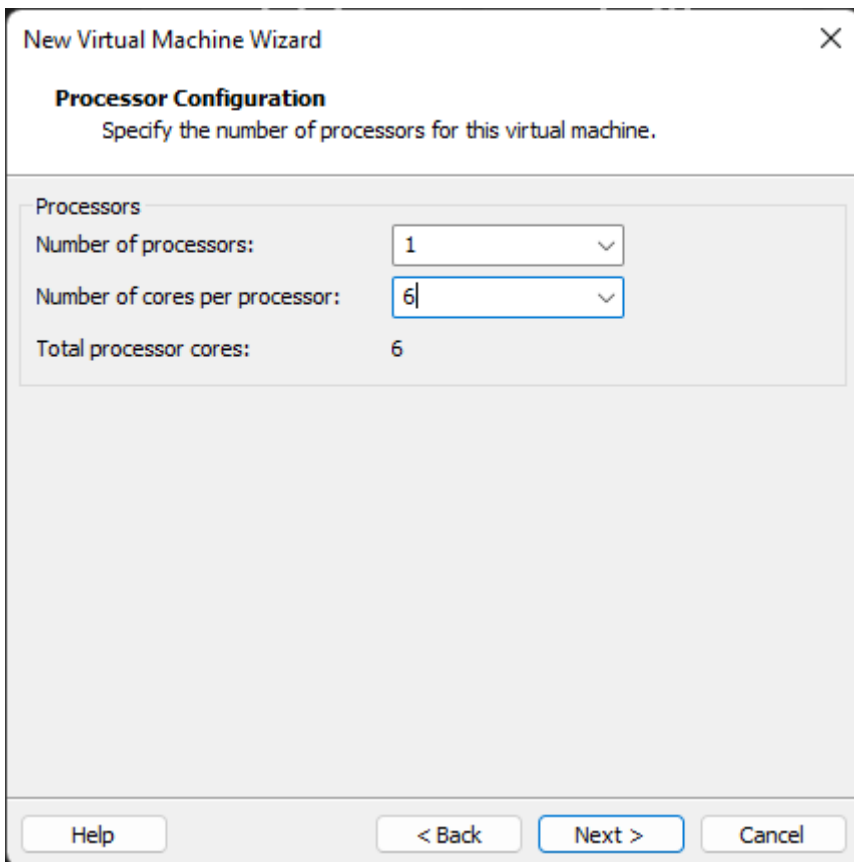 New Virtual Machine Wizard
Processor Configuration
Specify the number of processors for this virtual machine.
Processors
Number of processors: 1
Number of cores per processor: 6
Total processor cores: 6
Help < Back Next > Cancel